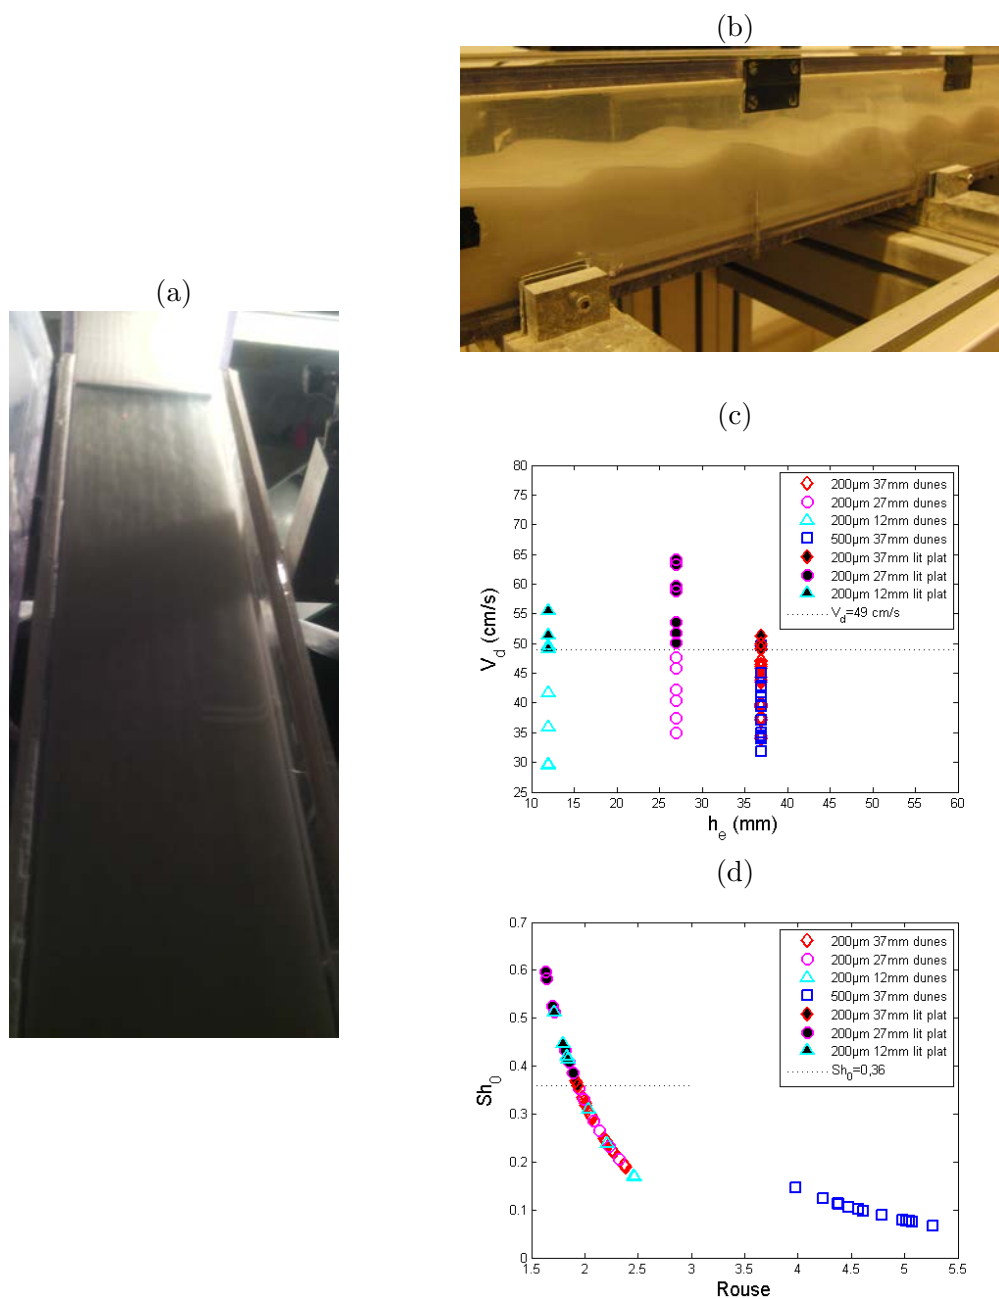 (b)
(a)
(c)
80
75
70
65
60
55
50
45
40
35
30
25
V_d (cm/s)
200µm 37mm dunes
200µm 27mm dunes
200µm 12mm dunes
500µm 37mm dunes
200µm 37mm lit plat
200µm 27mm lit plat
200µm 12mm lit plat
V_d=49 cm/s
10 15 20 25 30 35 40 45 50 55 60
h_e (mm)
(d)
0.7
0.6
0.5
0.4
0.3
0.2
0.1
0
Sh_0
200µm 37mm dunes
200µm 27mm dunes
200µm 12mm dunes
500µm 37mm dunes
200µm 37mm lit plat
200µm 27mm lit plat
200µm 12mm lit plat
Sh_0=0,36
1.5 2 2.5 3 3.5 4 4.5 5 5.5
Rouse